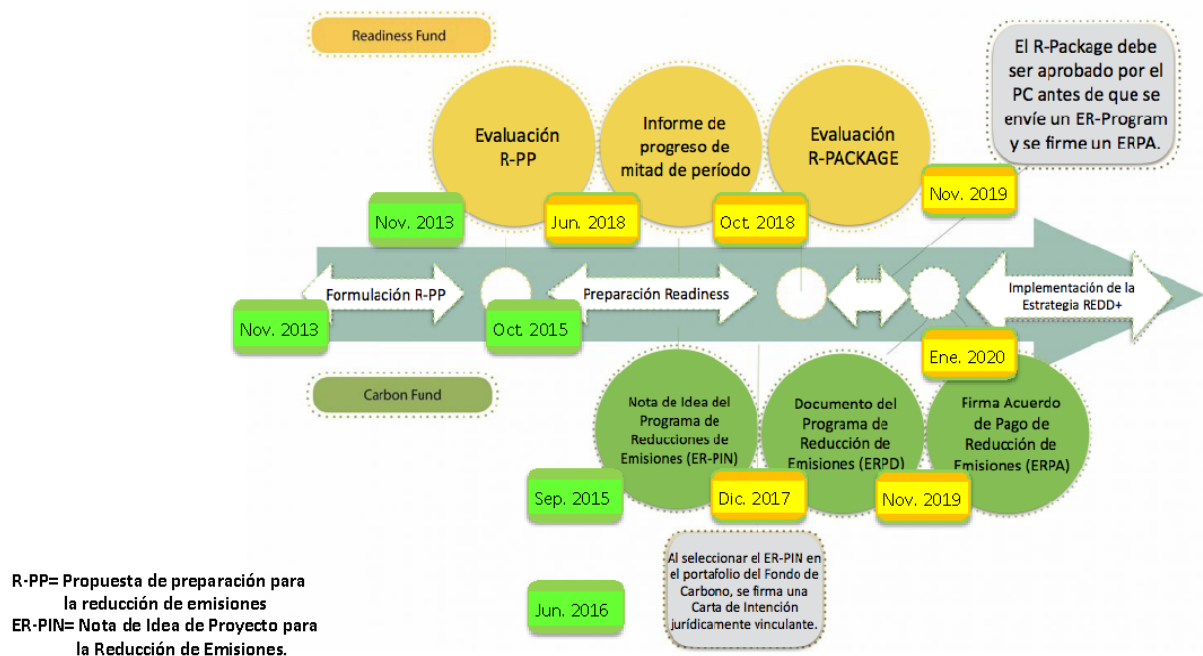 Readiness Fund
El R-Package debe
ser aprobado por el
PC antes de que se
envíe un ER-Program
y se firme un ERPA.
Evaluación
R-PP
Informe de
progreso de
mitad de período
Evaluación
R-PACKAGE
Nov. 2013
Jun. 2018
Oct. 2018
Nov. 2019
Formulación R-PP
Preparación Readiness
Implementación de la
Estrategia REDD+
Nov. 2013
Oct. 2015
Ene. 2020
Carbon Fund
Nota de Idea del
Programa de
Reducciones de
Emisiones (ER-PIN)
Documento del
Programa de
Reducción de
Emisiones (ERPD)
Firma Acuerdo
de Pago de
Reducción de
Emisiones (ERPA)
Sep. 2015
Dic. 2017
Nov. 2019
Al seleccionar el ER-PIN en
el portafolio del Fondo de
Carbono, se firma una
Carta de Intención
jurídicamente vinculante.
Jun. 2016
R-PP= Propuesta de preparación para
la reducción de emisiones
ER-PIN= Nota de Idea de Proyecto para
la Reducción de Emisiones.